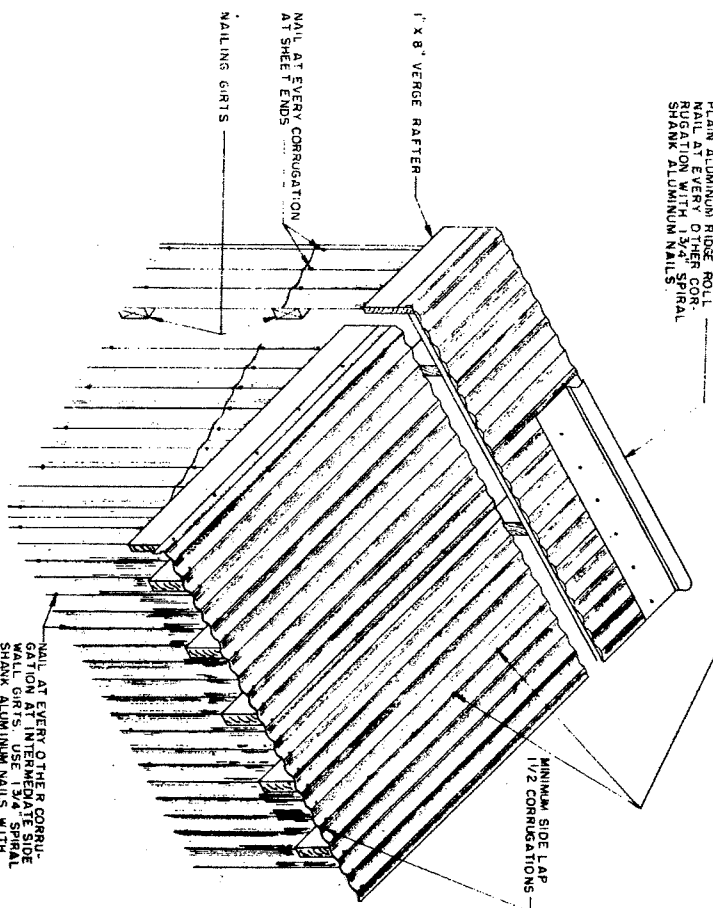 PLAIN ALUMINUM RIDGE ROLL
NAIL AT EVERY OTHER COR-
RUGATION WITH 1 3/4" SPIRAL
SHANK ALUMINUM NAILS.
1" X 8" VERGE RAFTER
NAIL AT EVERY CORRUGATION
AT SHEET ENDS
NAILING GIRTS
MINIMUM SIDE LAP
1 1/2 CORRUGATIONS
NAIL AT EVERY OTHER CORRU-
GATION AT INTERMEDIATE SIDE
WALL GIRTS. USE 1 3/4 SPIRAL
SHANK ALUMINUM NAILS WITH